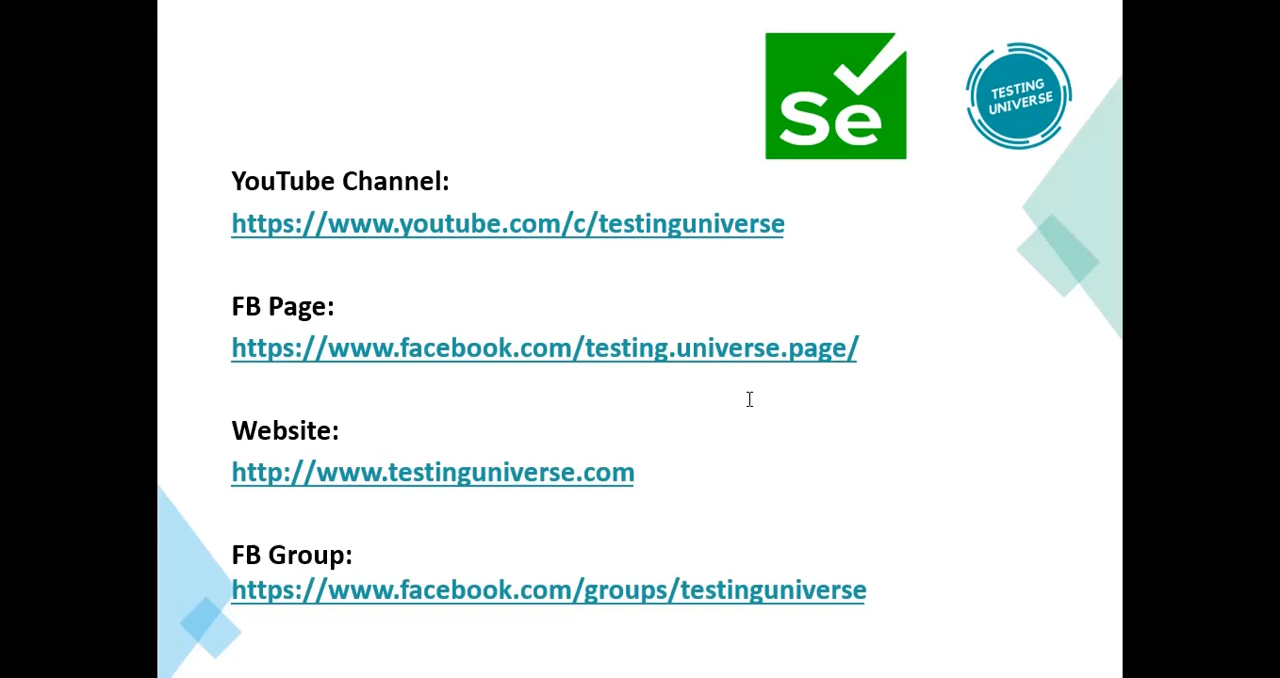 Se
TESTING
UNIVERSE
YouTube Channel:
https://www.youtube.com/c/testinguniverse
FB Page:
https://www.facebook.com/testing.universe.page/
Website:
http://www.testinguniverse.com
FB Group:
https://www.facebook.com/groups/testinguniverse